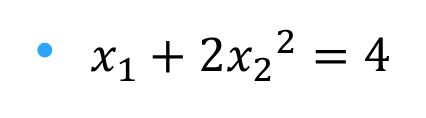 • x₁ + 2x₂² = 4